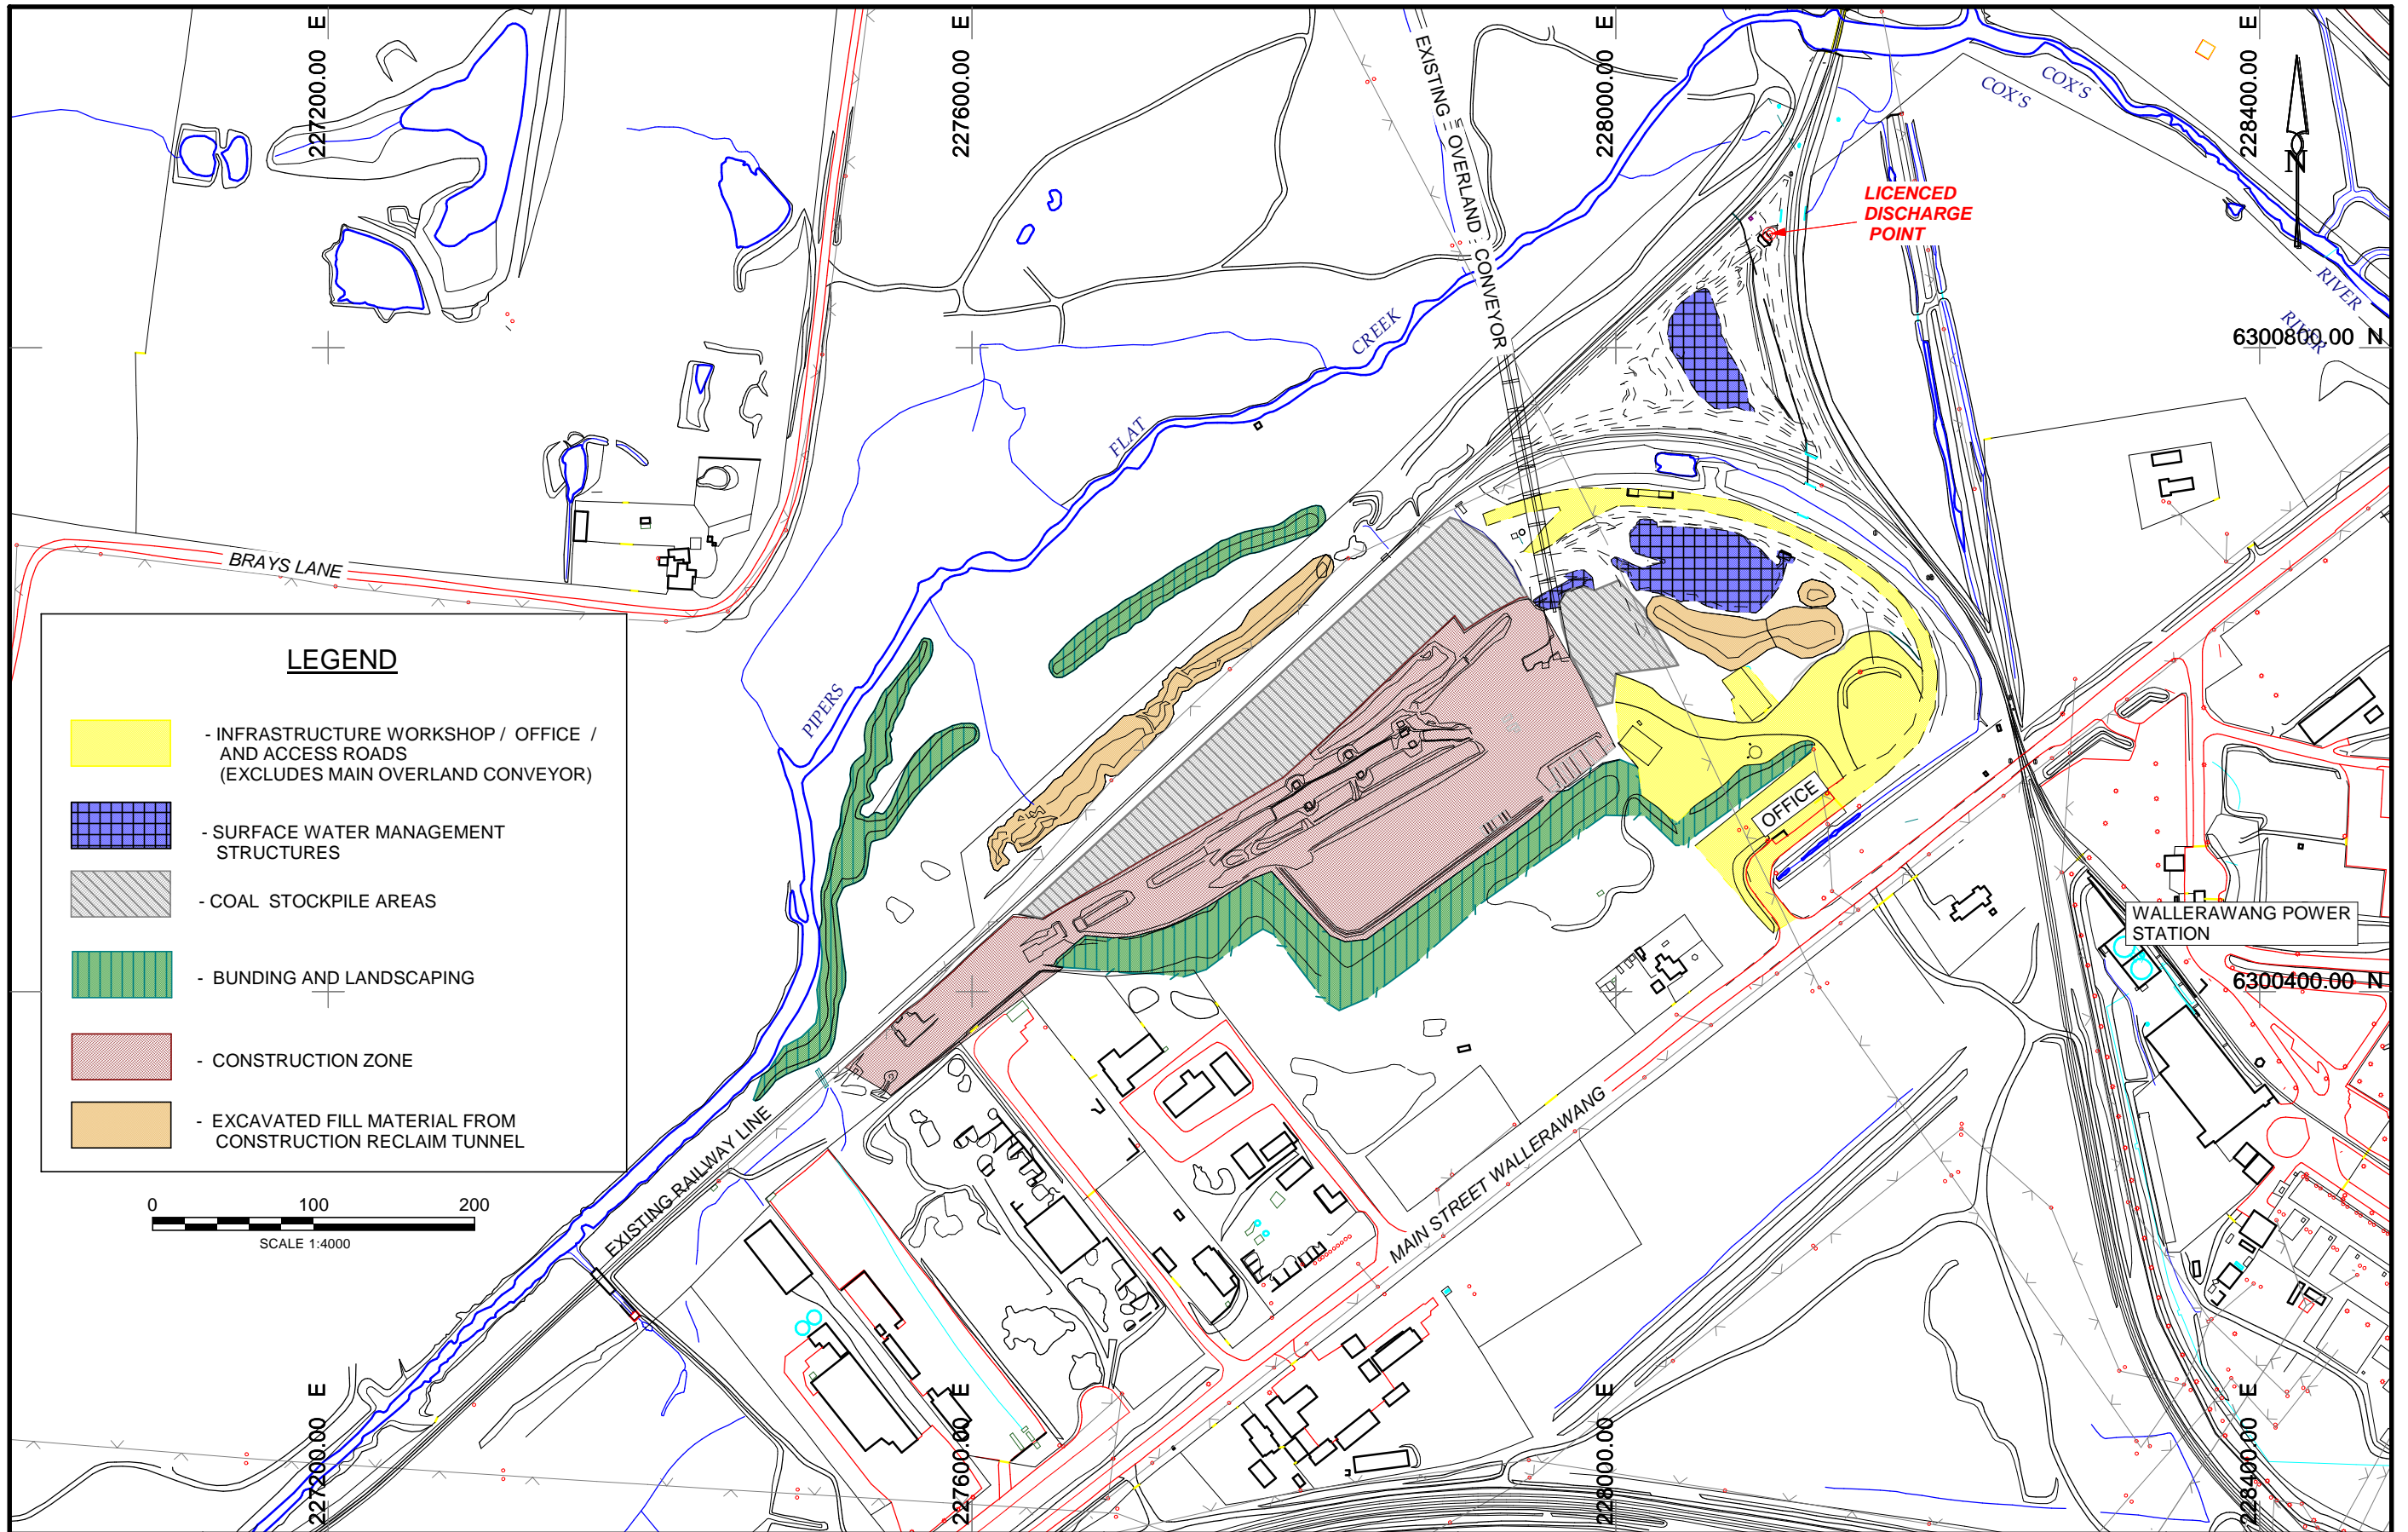 227200.00 E
227600.00 E
228000.00 E
228400.00 E
EXISTING OVERLAND CONVEYOR
COX'S
COX'S
RIVER
RIVER
N
LICENCED
DISCHARGE
POINT
6300800.00 N
CREEK
FLAT
PIPERS
BRAYS LANE
LEGEND
- INFRASTRUCTURE WORKSHOP / OFFICE /
AND ACCESS ROADS
(EXCLUDES MAIN OVERLAND CONVEYOR)
- SURFACE WATER MANAGEMENT
STRUCTURES
- COAL STOCKPILE AREAS
- BUNDING AND LANDSCAPING
- CONSTRUCTION ZONE
- EXCAVATED FILL MATERIAL FROM
CONSTRUCTION RECLAIM TUNNEL
OFFICE
WALLERAWANG POWER
STATION
6300400.00 N
EXISTING RAILWAY LINE
MAIN STREET WALLERAWANG
0 100 200
SCALE 1:4000
227200.00 E
227600.00 E
228000.00 E
228400.00 E